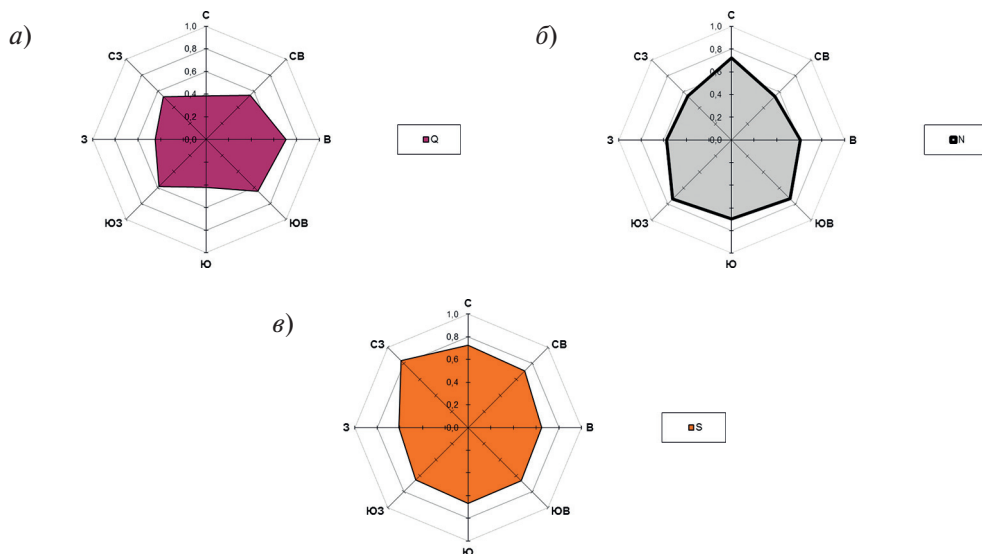 а)
С
1,0
0,8
0,6
0,4
0,2
0,0
СВ
В
ЮВ
Ю
ЮЗ
З
СЗ
Q
б)
С
1,0
0,8
0,6
0,4
0,2
0,0
СВ
В
ЮВ
Ю
ЮЗ
З
СЗ
N
в)
С
1,0
0,8
0,6
0,4
0,2
0,0
СВ
В
ЮВ
Ю
ЮЗ
З
СЗ
S